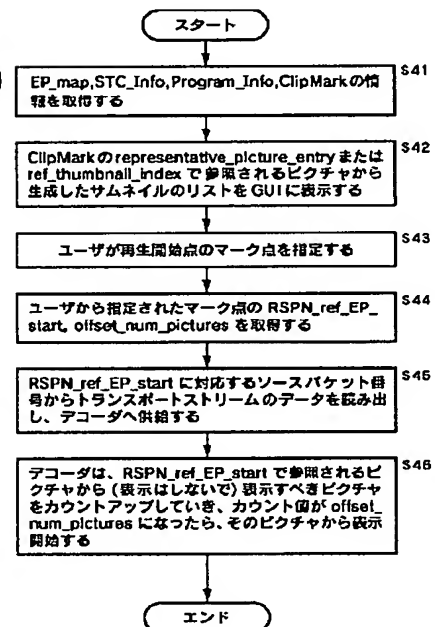 スタート
S41
EP_map,STC_Info,Program_Info,ClipMarkの情
報を取得する
S42
ClipMarkのrepresentative_picture_entryまたは
ref_thumbnail_indexで参照されるピクチャから
生成したサムネイルのリストをGUIに表示する
S43
ユーザが再生開始点のマーク点を指定する
S44
ユーザから指定されたマーク点の RSPN_ref_EP_
start, offset_num_pictures を取得する
S45
RSPN_ref_EP_start に対応するソースパケット番
号からトランスポートストリームのデータを読み出
し、デコーダへ供給する
S46
デコーダは、RSPN_ref_EP_start で参照されるピ
クチャから(表示はしないで)表示すべきピクチャ
をカウントアップしていき、カウント値が offset_
num_pictures になったら、そのピクチャから表示
開始する
エンド